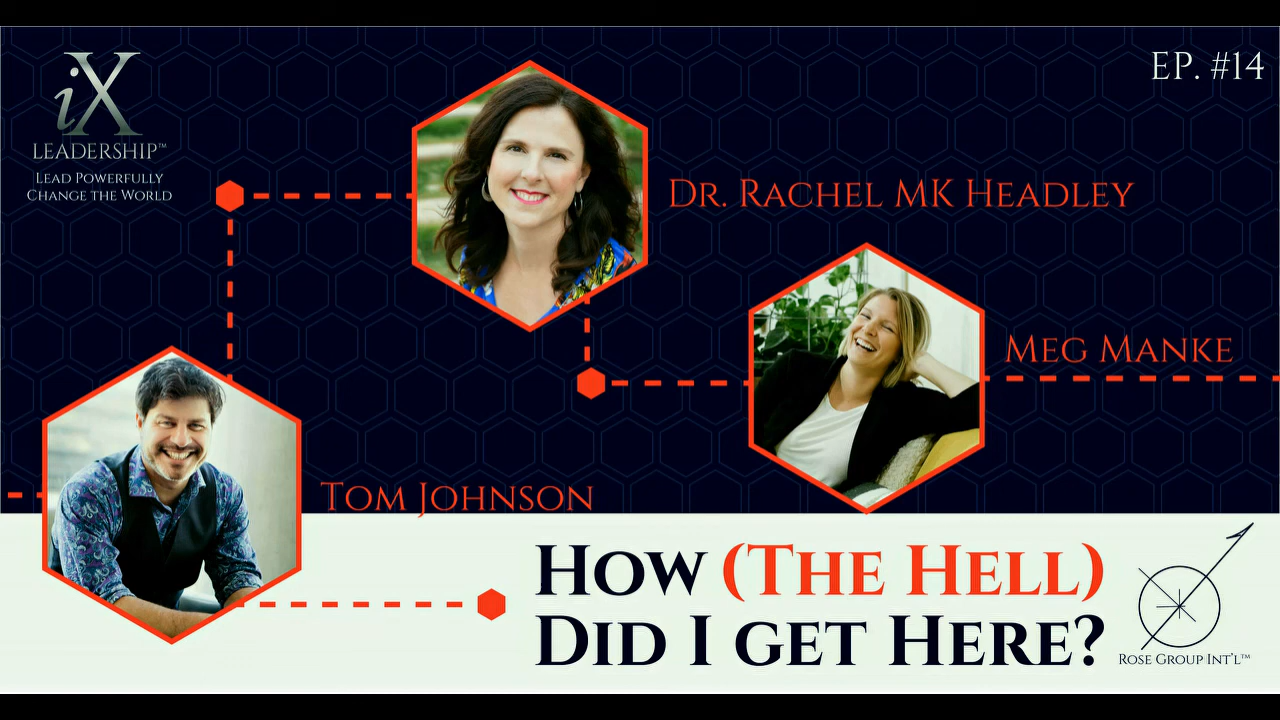 iX
LEADERSHIP™
LEAD POWERFULLY
CHANGE THE WORLD
EP. #14
DR. RACHEL MK HEADLEY
MEG MANKE
TOM JOHNSON
HOW (THE HELL)
DID I GET HERE?
ROSE GROUP INT'L™